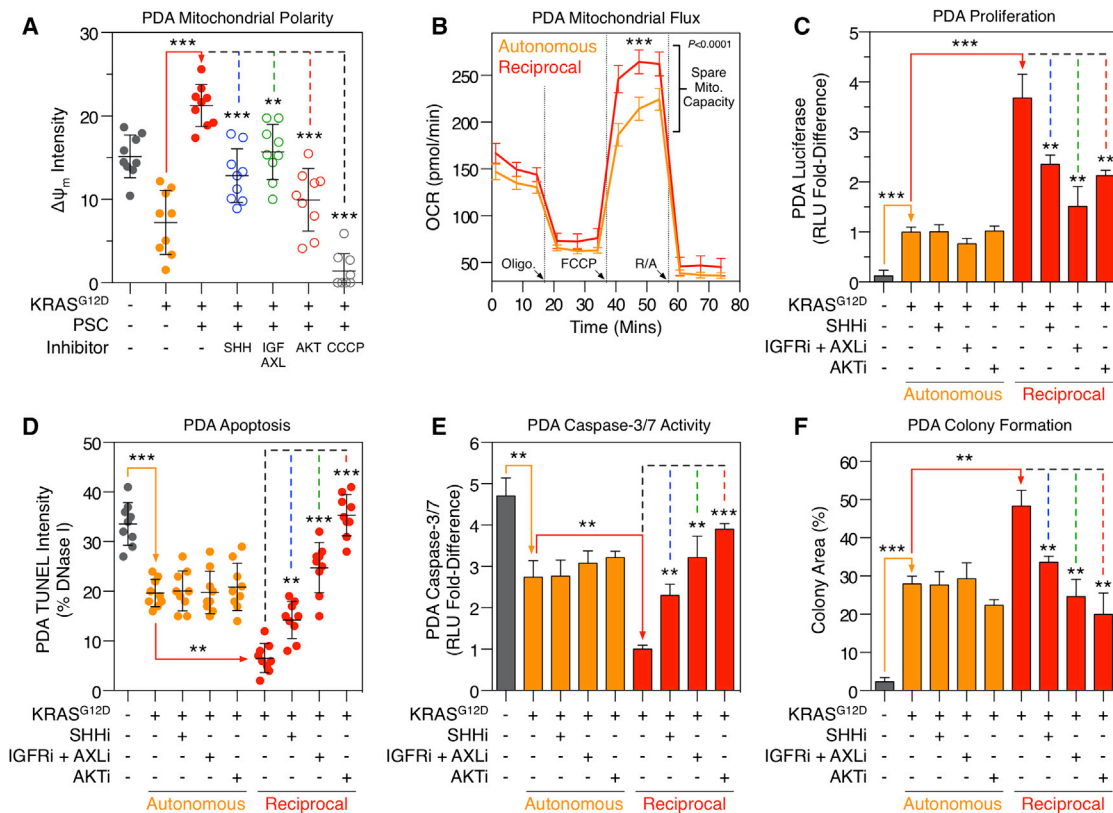 A
PDA Mitochondrial Polarity
30
20
10
0
Δψm Intensity
***
***
**
***
***
KRASG12D - + + + + + +
PSC - - + + + + +
Inhibitor - - - SHH IGF AXL AKT CCCP
B
PDA Mitochondrial Flux
Autonomous
Reciprocal
***
P<0.0001
Spare
Mito.
Capacity
300
250
200
150
100
50
OCR (pmol/min)
Oligo.
FCCP
R/A
0 10 20 30 40 50 60 70 80
Time (Mins)
C
PDA Proliferation
5
4
3
2
1
0
PDA Luciferase
(RLU Fold-Difference)
***
***
**
**
**
KRASG12D - + + + + + + + +
SHHi - - + - - - + - -
IGFRi + AXLi - - - + - - - + -
AKTi - - - - + - - - +
Autonomous
Reciprocal
D
PDA Apoptosis
50
40
30
20
10
0
PDA TUNEL Intensity
(% DNase I)
***
**
**
***
***
KRASG12D - + + + + + + + +
SHHi - - + - - - + - -
IGFRi + AXLi - - - + - - - + -
AKTi - - - - + - - - +
Autonomous
Reciprocal
E
PDA Caspase-3/7 Activity
6
4
3
2
1
0
PDA Caspase-3/7
(RLU Fold-Difference)
**
**
**
**
***
KRASG12D - + + + + + + + +
SHHi - - + - - - + - -
IGFRi + AXLi - - - + - - - + -
AKTi - - - - + - - - +
Autonomous
Reciprocal
F
PDA Colony Formation
60
50
40
30
20
10
0
Colony Area (%)
***
**
**
**
**
KRASG12D - + + + + + + + +
SHHi - - + - - - + - -
IGFRi + AXLi - - - + - - - + -
AKTi - - - - + - - - +
Autonomous
Reciprocal